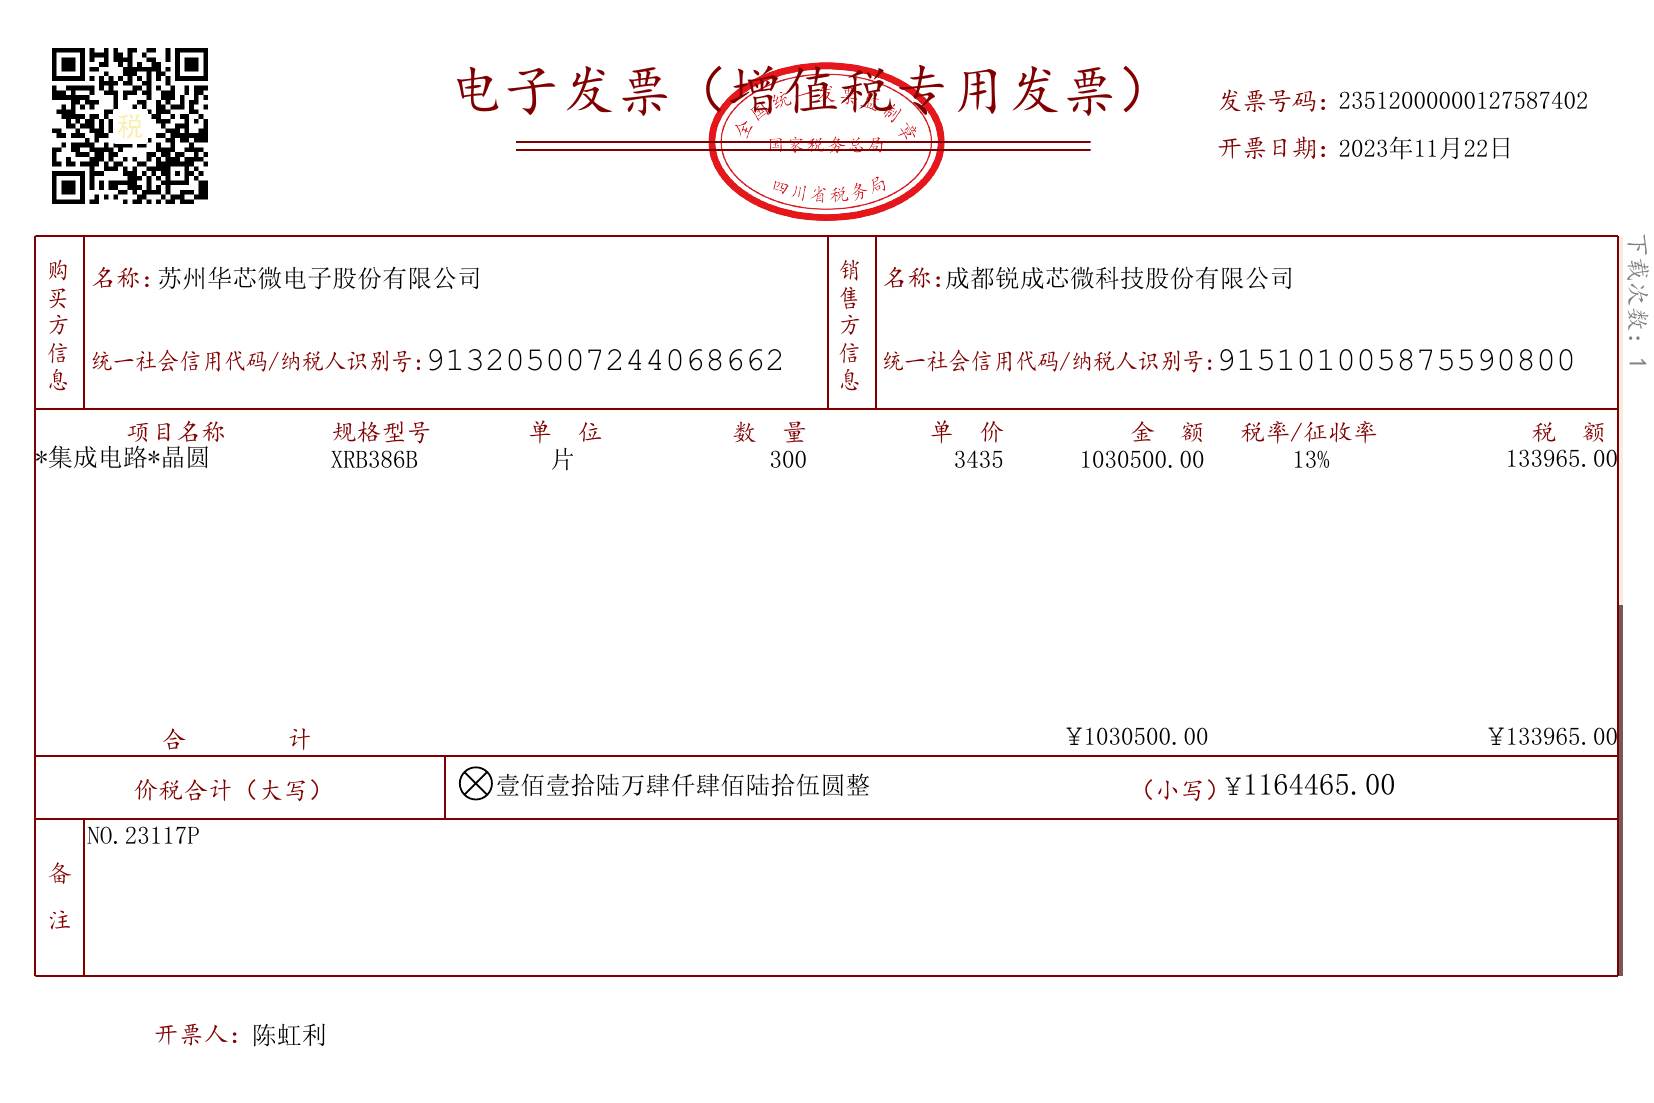 电子发票（增值税专用发票）
全国统一发票监制章
国家税务总局
四川省税务局
税
发票号码：23512000000127587402
开票日期：2023年11月22日
下载次数：1
购买方信息
名称：苏州华芯微电子股份有限公司
统一社会信用代码/纳税人识别号：913205007244068662
销售方信息
名称：成都锐成芯微科技股份有限公司
统一社会信用代码/纳税人识别号：915101005875590800
项目名称 规格型号 单 位 数 量 单 价 金 额 税率/征收率 税 额
*集成电路*晶圆 XRB386B 片 300 3435 1030500.00 13% 133965.00
合 计 ¥1030500.00 ¥133965.00
价税合计（大写） ⊗壹佰壹拾陆万肆仟肆佰陆拾伍圆整 （小写）¥1164465.00
备注
NO.23117P
开票人：陈虹利